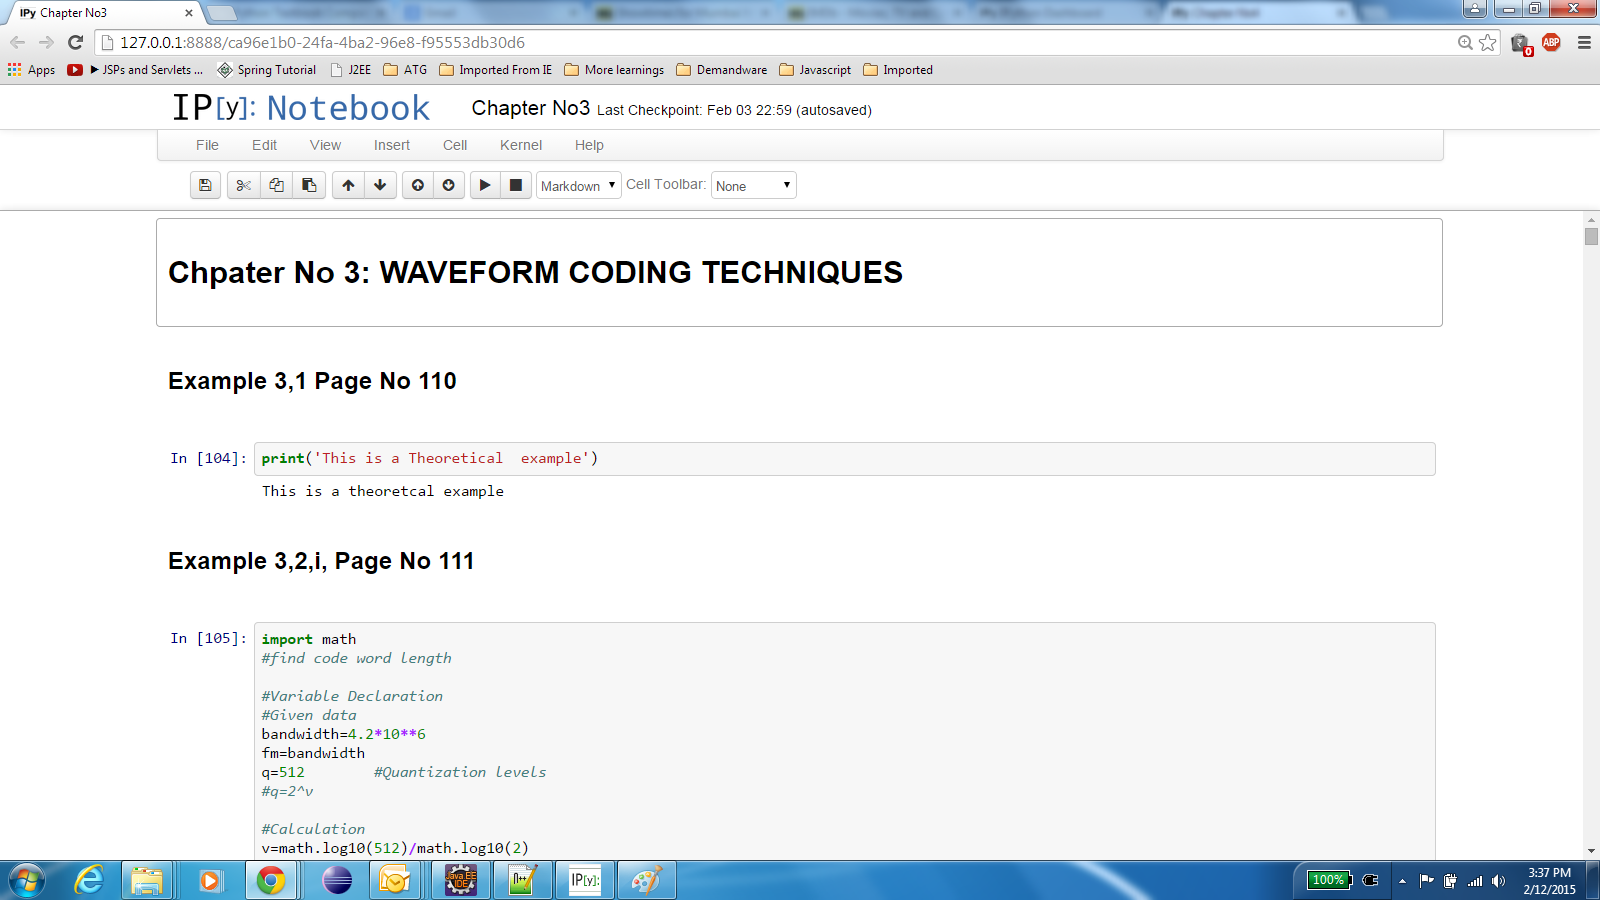 IPy Chapter No3
127.0.0.1:8888/ca96e1b0-24fa-4ba2-96e8-f95553db30d6
0
ABP
Apps
►JSPs and Servlets ...
Spring Tutorial
J2EE
ATG
Imported From IE
More learnings
Demandware
Javascript
Imported
IP[y]: Notebook
Chapter No3 Last Checkpoint: Feb 03 22:59 (autosaved)
File Edit View Insert Cell Kernel Help
Markdown
Cell Toolbar: None
Chpater No 3: WAVEFORM CODING TECHNIQUES
Example 3,1 Page No 110
In [104]: print('This is a Theoretical  example')
This is a theoretcal example
Example 3,2,i, Page No 111
In [105]: import math
#find code word length
#Variable Declaration
#Given data
bandwidth=4.2*10**6
fm=bandwidth
q=512        #Quantization levels
#q=2^v
#Calculation
v=math.log10(512)/math.log10(2)
Java EE
IDE
IP[y]:
100%
3:37 PM
2/12/2015